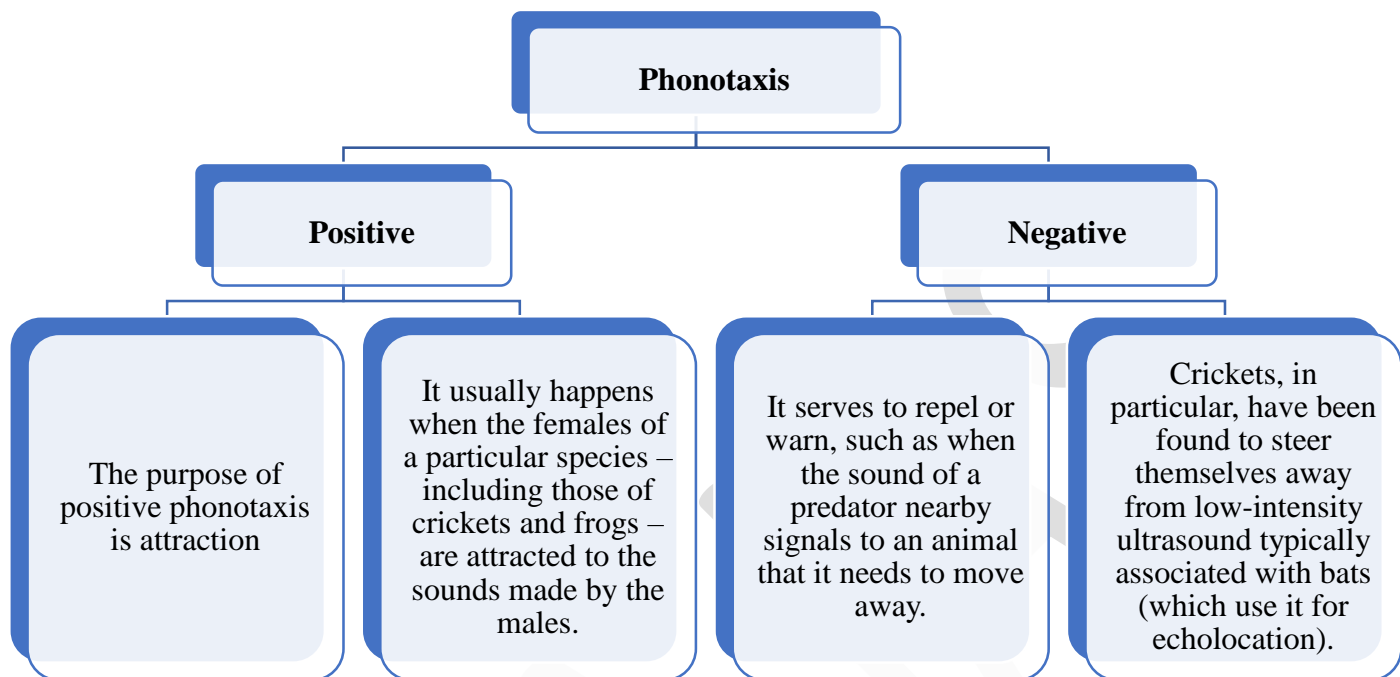 Phonotaxis
Positive
Negative
The purpose of
positive phonotaxis
is attraction
It usually happens
when the females of
a particular species –
including those of
crickets and frogs –
are attracted to the
sounds made by the
males.
It serves to repel or
warn, such as when
the sound of a
predator nearby
signals to an animal
that it needs to move
away.
Crickets, in
particular, have been
found to steer
themselves away
from low-intensity
ultrasound typically
associated with bats
(which use it for
echolocation).